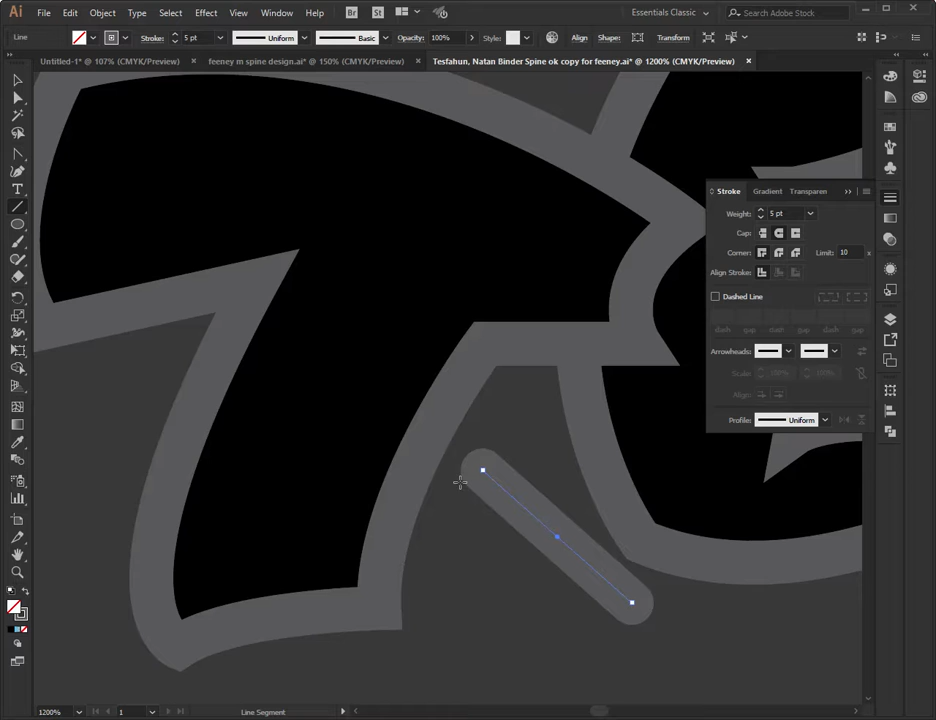 Ai File Edit Object Type Select Effect View Window Help Br St Essentials Classic Search Adobe Stock
Line Stroke: 5 pt Uniform Basic Opacity: 100% Style: Align Shape: Transform
Untitled-1* @ 107% (CMYK/Preview) × feeney m spine design.ai* @ 150% (CMYK/Preview) × Tesfahun, Natan Binder Spine ok copy for feeney.ai* @ 1200% (CMYK/Preview) ×
Stroke Gradient Transparen
Weight: 5 pt
Cap:
Corner: Limit: 10 x
Align Stroke:
Dashed Line
dash gap dash gap dash gap
Arrowheads:
Scale: 100% 100%
Align:
Profile: Uniform
1200% 1 Line Segment